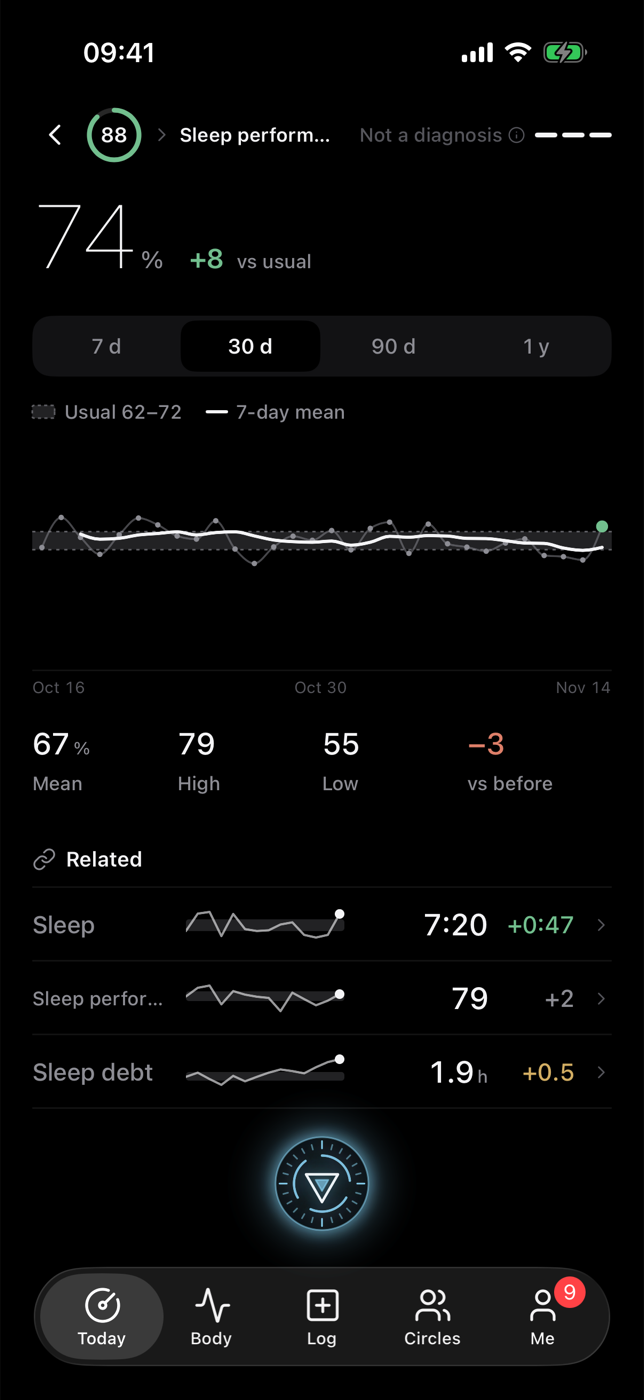 09:41
88 Sleep perform... Not a diagnosis
74 % +8 vs usual
7 d 30 d 90 d 1 y
Usual 62–72 7-day mean
Oct 16 Oct 30 Nov 14
67 % 79 55 –3
Mean High Low vs before
Related
Sleep 7:20 +0:47
Sleep perfor... 79 +2
Sleep debt 1.9 h +0.5
9
Today Body Log Circles Me